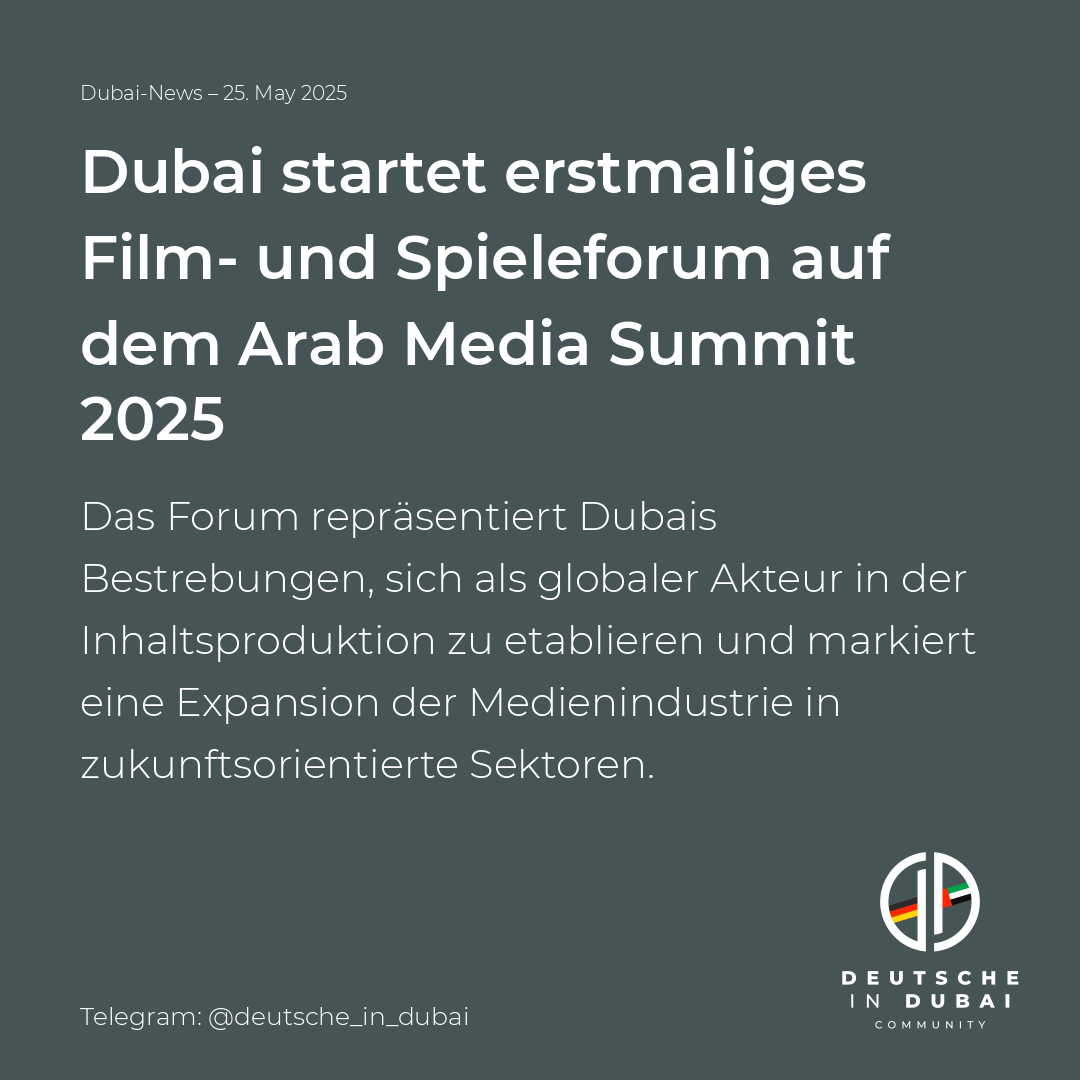 Dubai-News – 25. May 2025
Dubai startet erstmaliges
Film- und Spieleforum auf
dem Arab Media Summit
2025
Das Forum repräsentiert Dubais
Bestrebungen, sich als globaler Akteur in der
Inhaltsproduktion zu etablieren und markiert
eine Expansion der Medienindustrie in
zukunftsorientierte Sektoren.
DEUTSCHE
IN DUBAI
COMMUNITY
Telegram: @deutsche_in_dubai